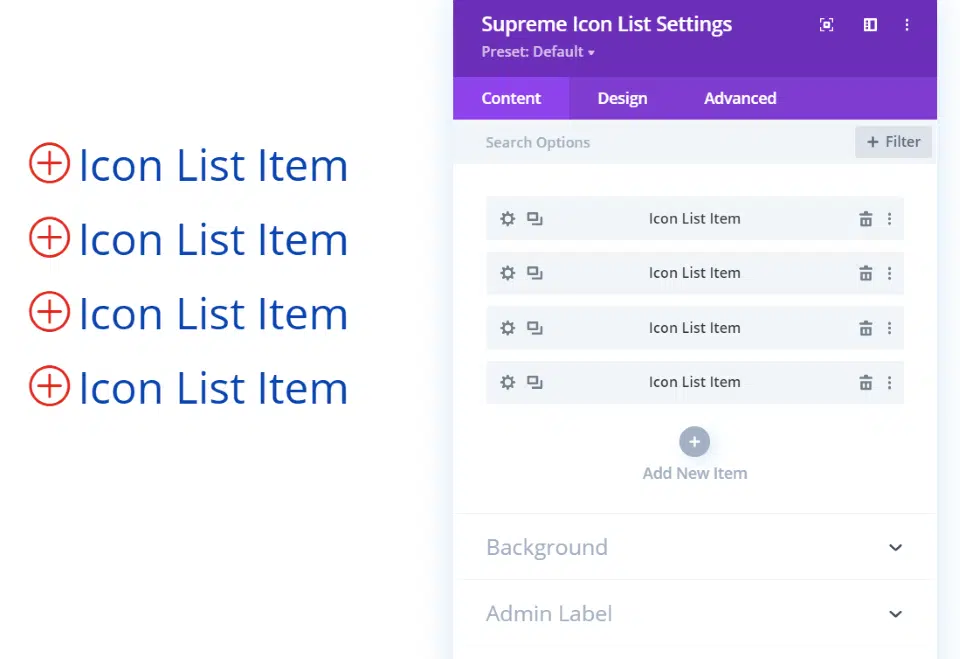 Icon List Item
Icon List Item
Icon List Item
Icon List Item
Supreme Icon List Settings
Preset: Default
Content Design Advanced
Search Options + Filter
Icon List Item
Icon List Item
Icon List Item
Icon List Item
Add New Item
Background
Admin Label